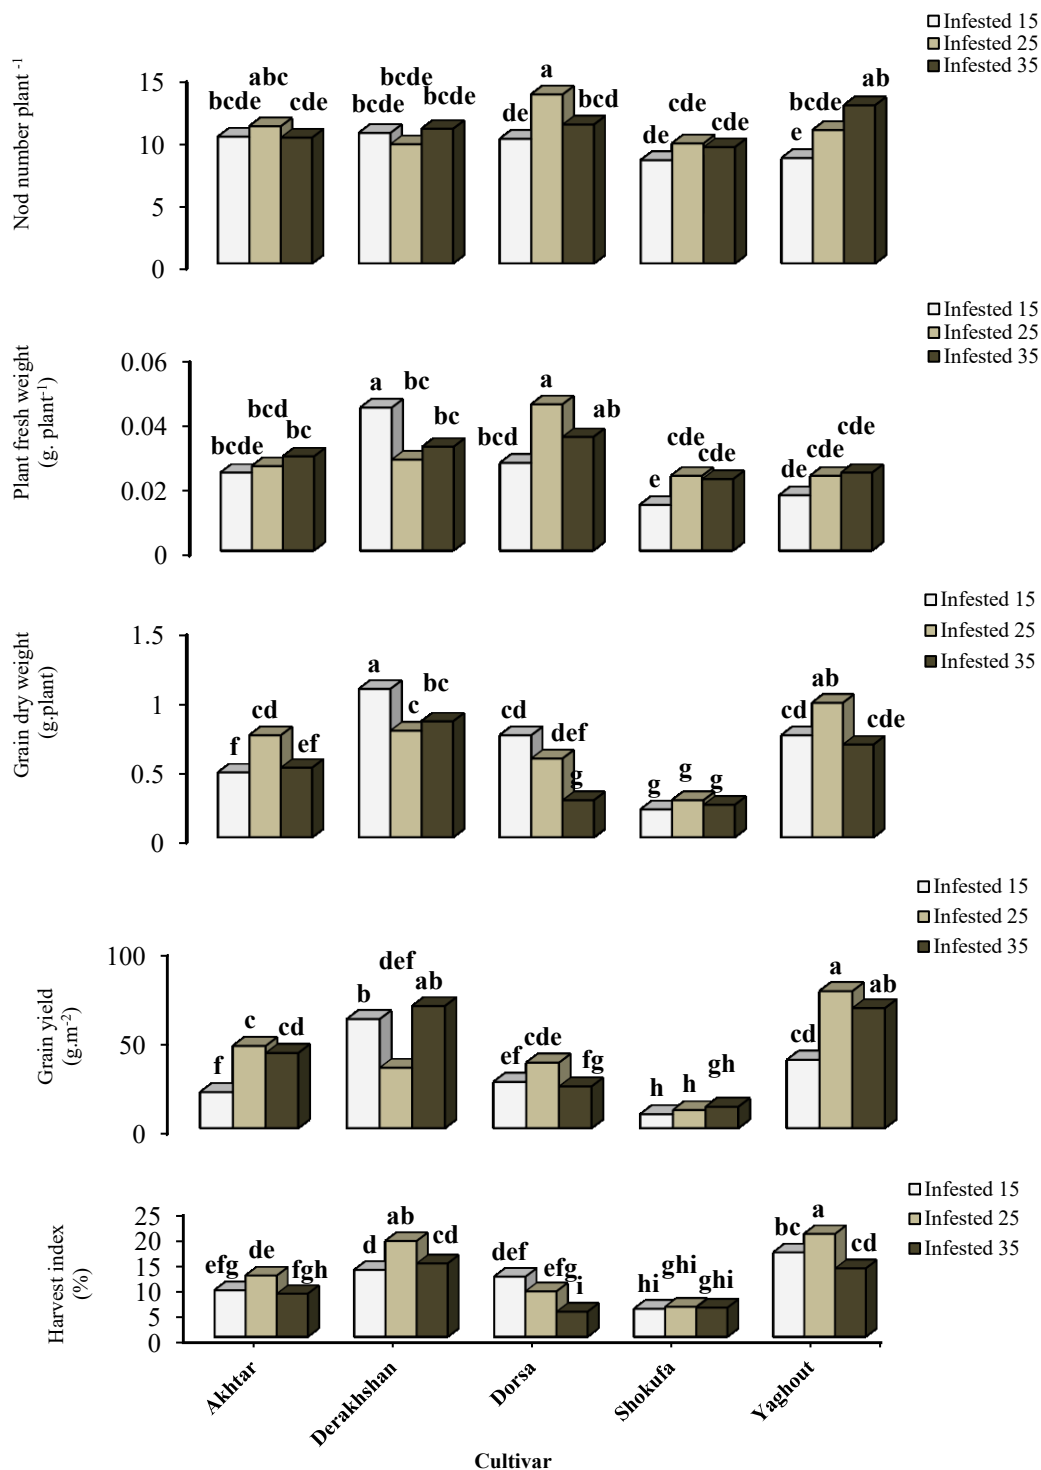 Infested 15
Infested 25
Infested 35
Nod number plant -1
15
10
5
0
bcde abc cde
bcde bcde bcde
de a bcd
de cde cde
e bcde ab
Infested 15
Infested 25
Infested 35
Plant fresh weight
(g. plant-1)
0.06
0.04
0.02
0
bcde bcd bc
a bc bc
bcd a ab
e cde cde
de cde cde
Infested 15
Infested 25
Infested 35
Grain dry weight
(g.plant)
1.5
1
0.5
0
f cd ef
a c bc
cd def g
g g g
cd ab cde
Infested 15
Infested 25
Infested 35
Grain yield
(g.m-2)
100
50
0
f c cd
b def ab
ef cde fg
h h gh
cd a ab
Infested 15
Infested 25
Infested 35
Harvest index
(%)
25
20
15
10
5
0
efg de fgh
d ab cd
def efg i
hi ghi ghi
bc a cd
Akhtar
Derakhshan
Dorsa
Shokufa
Yaghout
Cultivar